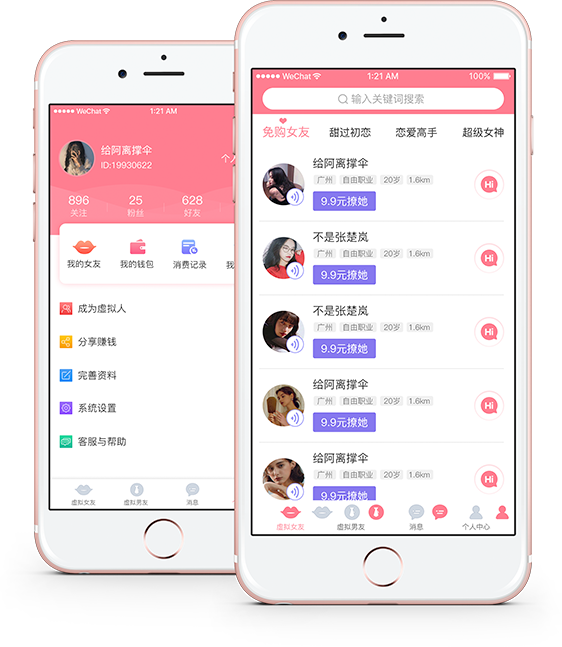 WeChat
1:21 AM
给阿离撑伞
ID:19930622
个人
896
25
628
关注
粉丝
好友
我的女友
我的钱包
消费记录
我
成为虚拟人
分享赚钱
完善资料
系统设置
客服与帮助
虚拟女友
虚拟男友
消息
WeChat
1:21 AM
100%
输入关键词搜索
免购女友
甜过初恋
恋爱高手
超级女神
给阿离撑伞
广州 自由职业 20岁 1.6km
9.9元撩她
Hi
不是张楚岚
广州 自由职业 20岁 1.6km
9.9元撩她
Hi
不是张楚岚
广州 自由职业 20岁 1.6km
9.9元撩她
Hi
给阿离撑伞
广州 自由职业 20岁 1.6km
9.9元撩她
Hi
给阿离撑伞
广州 自由职业 20岁 1.6km
9.9元撩她
Hi
虚拟女友
虚拟男友
消息
个人中心